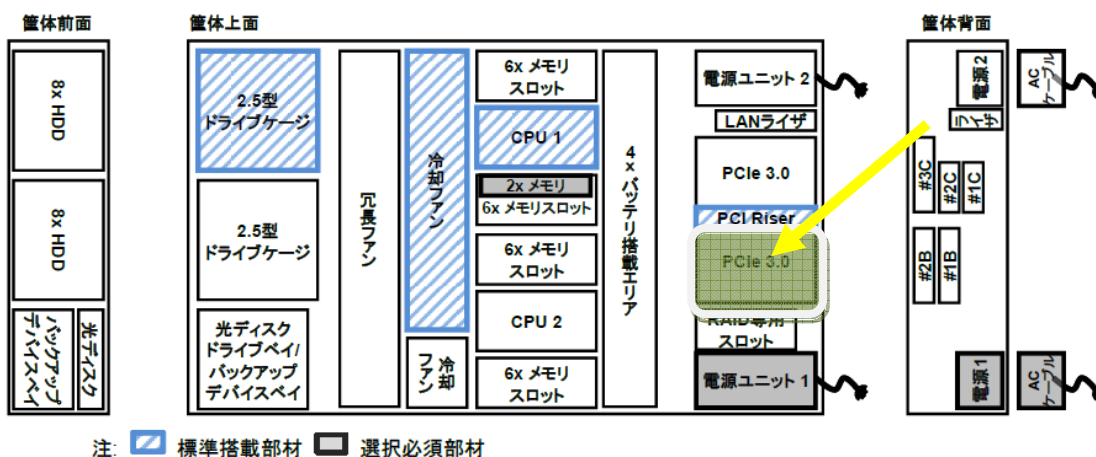 筐体前面
8x HDD
8x HDD
バックアップ
デバイスベイ
光ディスク
筐体上面
2.5型
ドライブケージ
2.5型
ドライブケージ
光ディスク
ドライブベイ/
バックアップ
デバイスベイ
冗長ファン
冷却ファン
冷却
ファン
6x メモリ
スロット
CPU 1
2x メモリ
6x メモリスロット
6x メモリ
スロット
CPU 2
6x メモリ
スロット
4xバッテリ搭載エリア
電源ユニット 2
LANライザ
PCIe 3.0
PCI Riser
PCIe 3.0
RAID専用
スロット
電源ユニット 1
筐体背面
電源2
ライザ
#3C
#2C
#1C
#2B
#1B
電源1
AC
ケーブル
AC
ケーブル
注:
標準搭載部材
選択必須部材